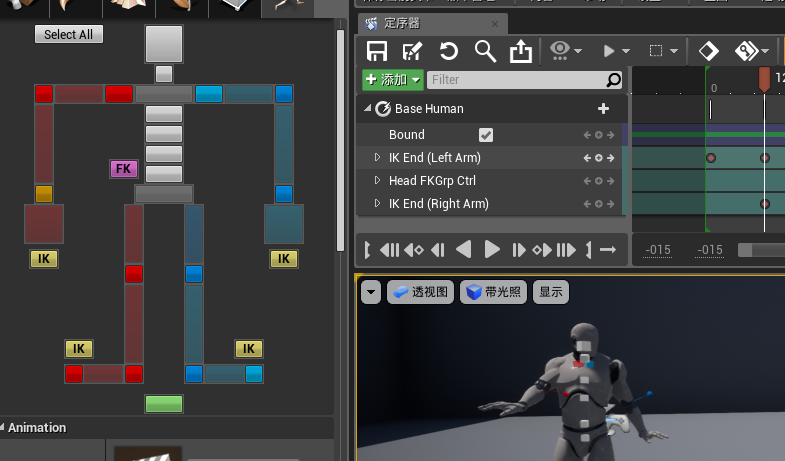 Select All
FK
IK
IK
IK
IK
Animation
定序器
添加
Filter
0
12
Base Human
Bound
IK End (Left Arm)
Head FKGrp Ctrl
IK End (Right Arm)
-015
-015
透视图
带光照
显示